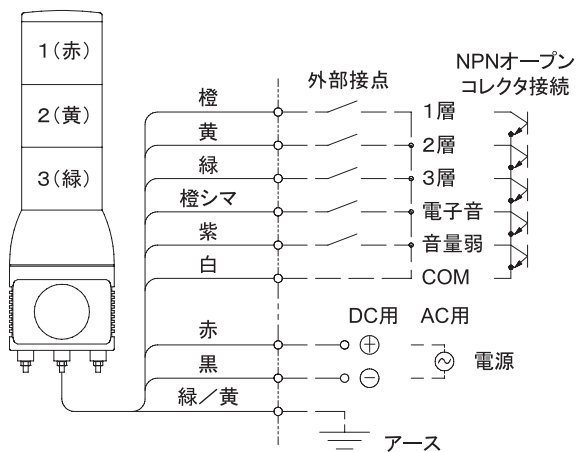 1(赤)
2(黄)
3(緑)
外部接点
NPNオープン
コレクタ接続
橙
1層
黄
2層
緑
3層
橙シマ
電子音
紫
音量弱
白
COM
DC用
AC用
赤
+
黒
−
電源
緑/黄
アース